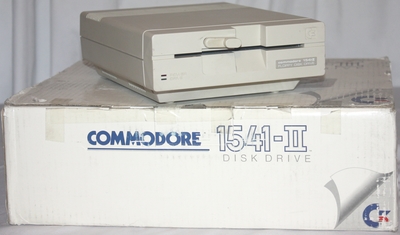 COMMODORE 1541-II
DISK DRIVE